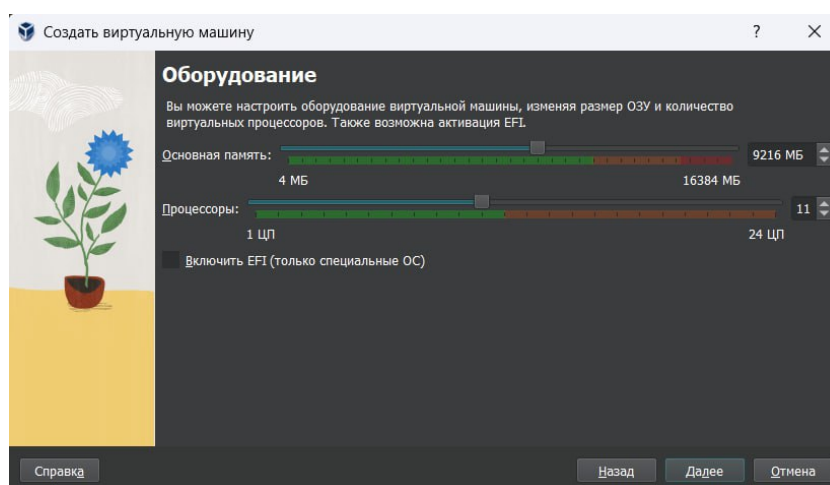 Создать виртуальную машину
?
Оборудование
Вы можете настроить оборудование виртуальной машины, изменяя размер ОЗУ и количество
виртуальных процессоров. Также возможна активация EFI.
Основная память: 9216 МБ
4 МБ 16384 МБ
Процессоры: 11
1 ЦП 24 ЦП
Включить EFI (только специальные ОС)
Справка Назад Далее Отмена